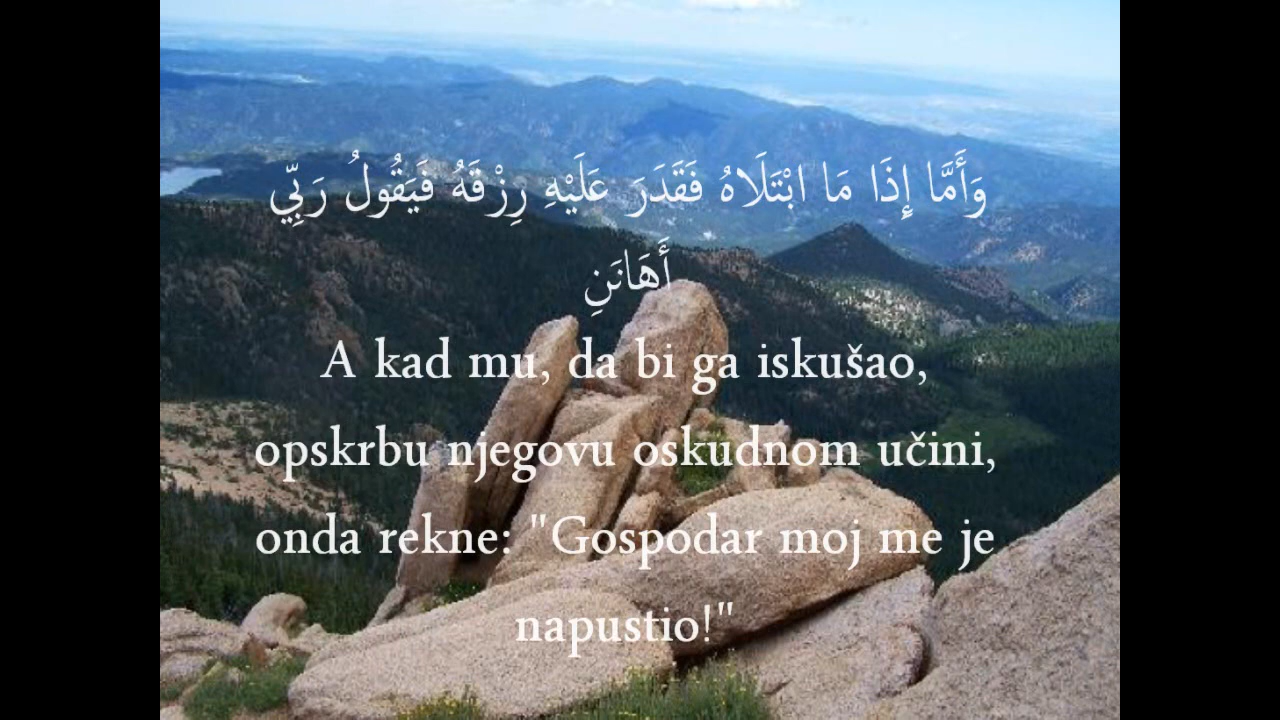 وَأَمَّا إِذَا مَا ابْتَلَاهُ فَقَدَرَ عَلَيْهِ رِزْقَهُ فَيَقُولُ رَبِّي
أَهَانَنِ
A kad mu, da bi ga iskušao,
opskrbu njegovu oskudnom učini,
onda rekne: "Gospodar moj me je
napustio!"